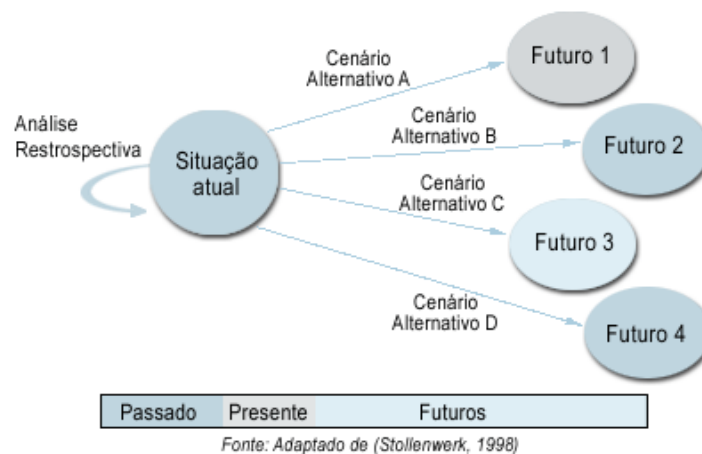 Cenário
Alternativo A
Futuro 1
Cenário
Alternativo B
Futuro 2
Análise
Restrospectiva
Situação
atual
Cenário
Alternativo C
Futuro 3
Cenário
Alternativo D
Futuro 4
Passado Presente Futuros
Fonte: Adaptado de (Stollenwerk, 1998)